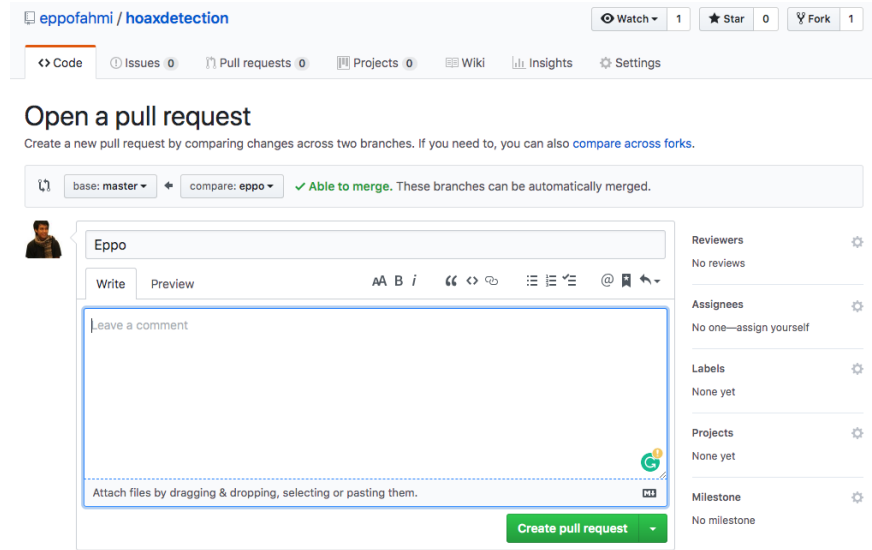 eppofahmi / hoaxdetection
Watch 1 Star 0 Fork 1
Code Issues 0 Pull requests 0 Projects 0 Wiki Insights Settings
Open a pull request
Create a new pull request by comparing changes across two branches. If you need to, you can also compare across forks.
base: master compare: eppo Able to merge. These branches can be automatically merged.
Eppo
Write Preview AA B i
Leave a comment
Attach files by dragging & dropping, selecting or pasting them.
Create pull request
Reviewers
No reviews
Assignees
No one—assign yourself
Labels
None yet
Projects
None yet
Milestone
No milestone